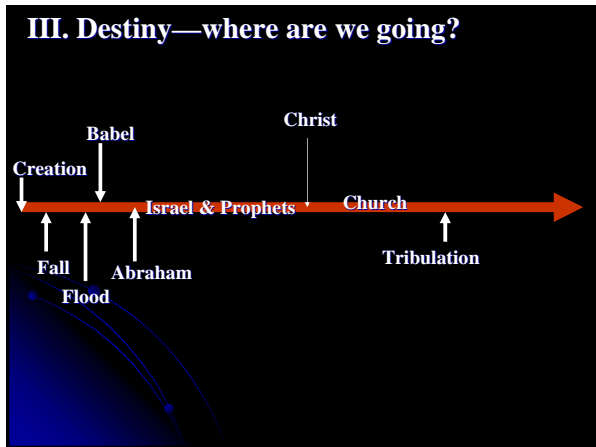 III. Destiny—where are we going?
Christ
Babel
Creation
Israel & Prophets
Church
Fall
Abraham
Tribulation
Flood